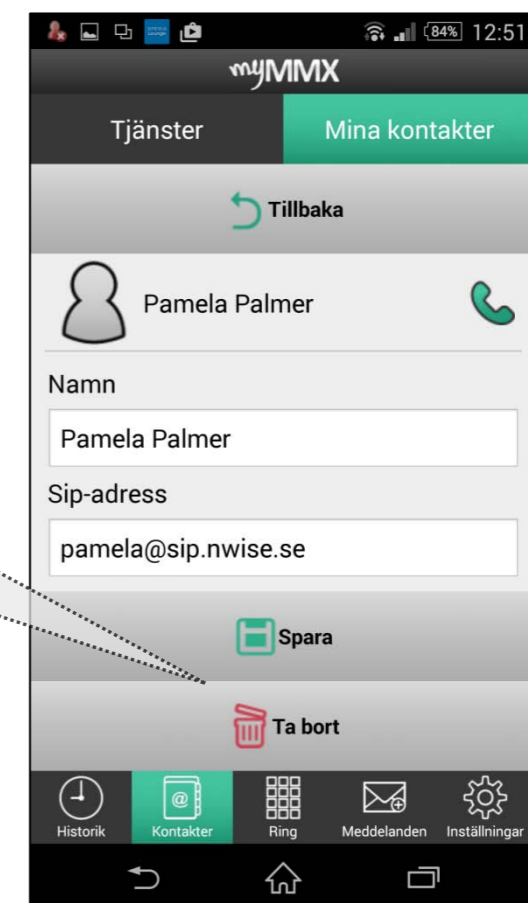 84% 12:51
myMMX
Tjänster Mina kontakter
Tillbaka
Pamela Palmer
Namn
Pamela Palmer
Sip-adress
pamela@sip.nwise.se
Spara
Ta bort
@
Historik Kontakter Ring Meddelanden Inställningar